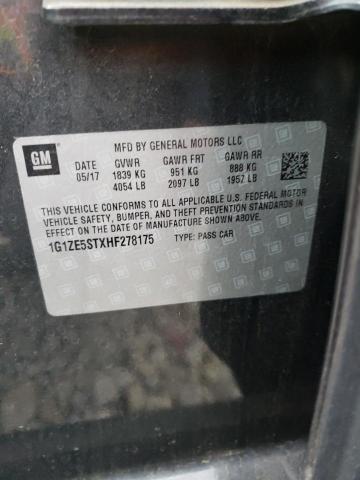 GM
MFD BY GENERAL MOTORS LLC
DATE GVWR GAWR FRT GAWR RR
05/17 1839 KG 951 KG 888 KG
4054 LB 2097 LB 1957 LB
THIS VEHICLE CONFORMS TO ALL APPLICABLE U.S. FEDERAL MOTOR
VEHICLE SAFETY, BUMPER, AND THEFT PREVENTION STANDARDS IN
EFFECT ON THE DATE OF MANUFACTURE SHOWN ABOVE.
1G1ZE5STXHF278175 TYPE: PASS CAR